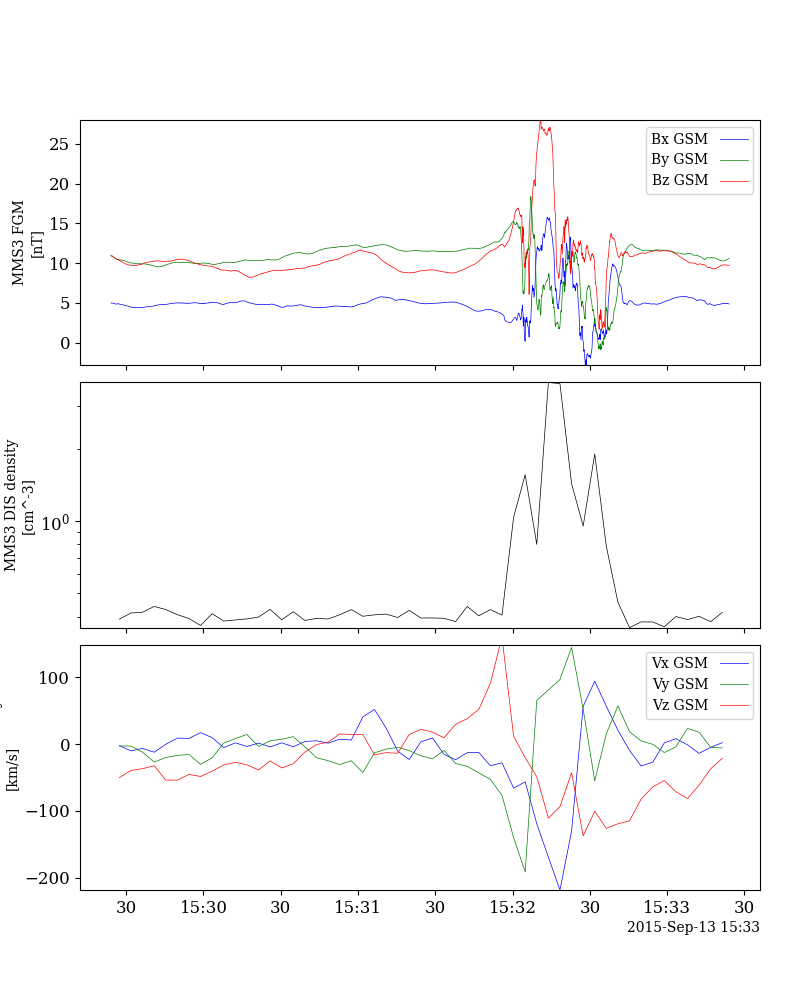 25
20
15
10
5
0
MMS3 FGM
[nT]
Bx GSM
By GSM
Bz GSM
10^0
MMS3 DIS density
[cm^-3]
100
0
−100
−200
[km/s]
Vx GSM
Vy GSM
Vz GSM
30 15:30 30 15:31 30 15:32 30 15:33 30
2015-Sep-13 15:33